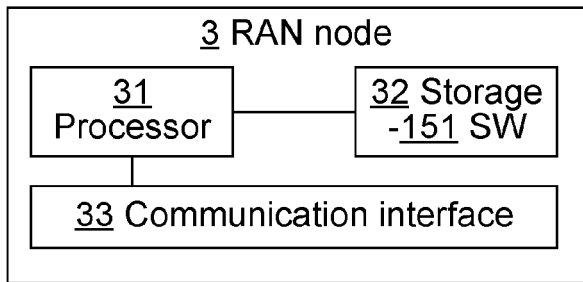 3 RAN node
31
Processor
32 Storage
-151 SW
33 Communication interface